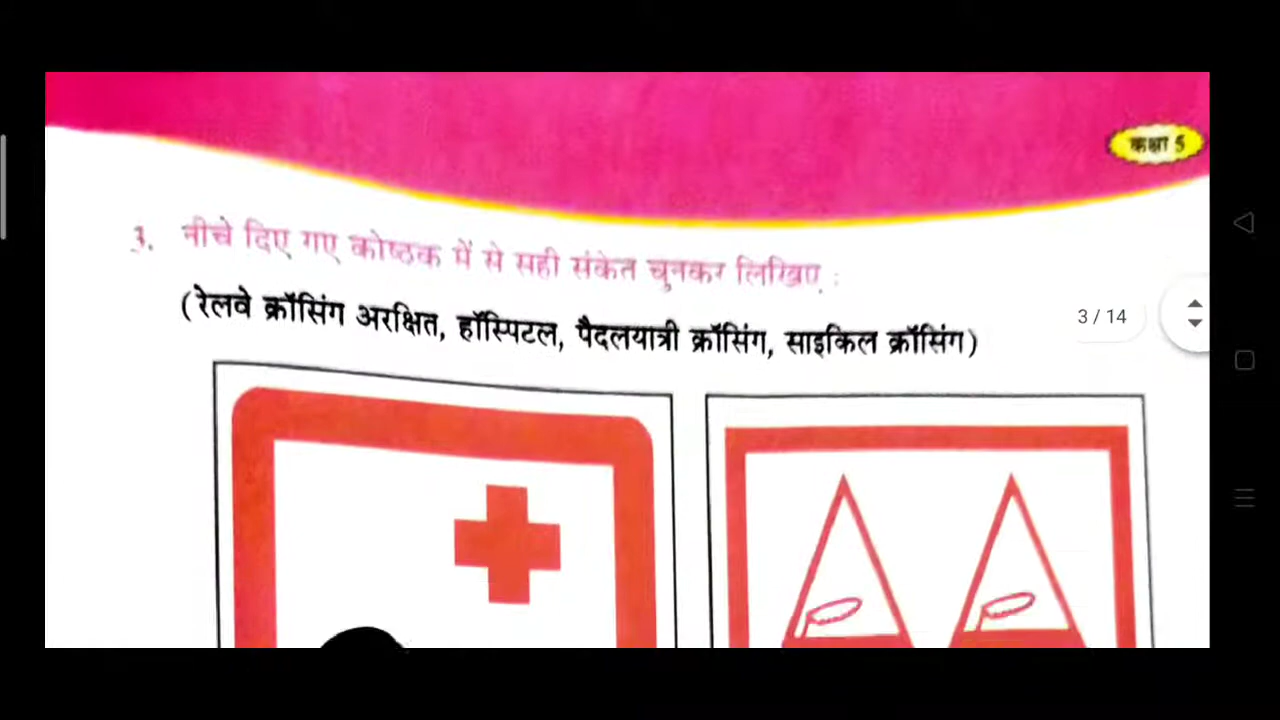 कक्षा 5
3. नीचे दिए गए कोष्ठक में से सही संकेत चुनकर लिखिए :
(रेलवे क्रॉसिंग अरक्षित, हॉस्पिटल, पैदलयात्री क्रॉसिंग, साइकिल क्रॉसिंग)
3 / 14